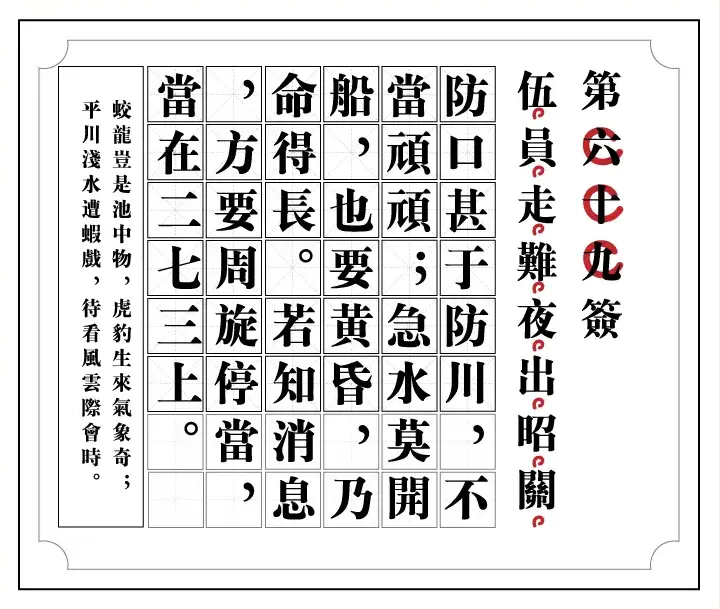 第六十九簽
伍員走難夜出昭關
防口甚于防川，不
當頑頑；急水莫開
船，也要黄昏，乃
命得長。若知消息
，方要周旋停當，
當在二七三上。
蛟龍豈是池中物，虎豹生來氣象奇；
平川淺水遭蝦戲，待看風雲際會時。